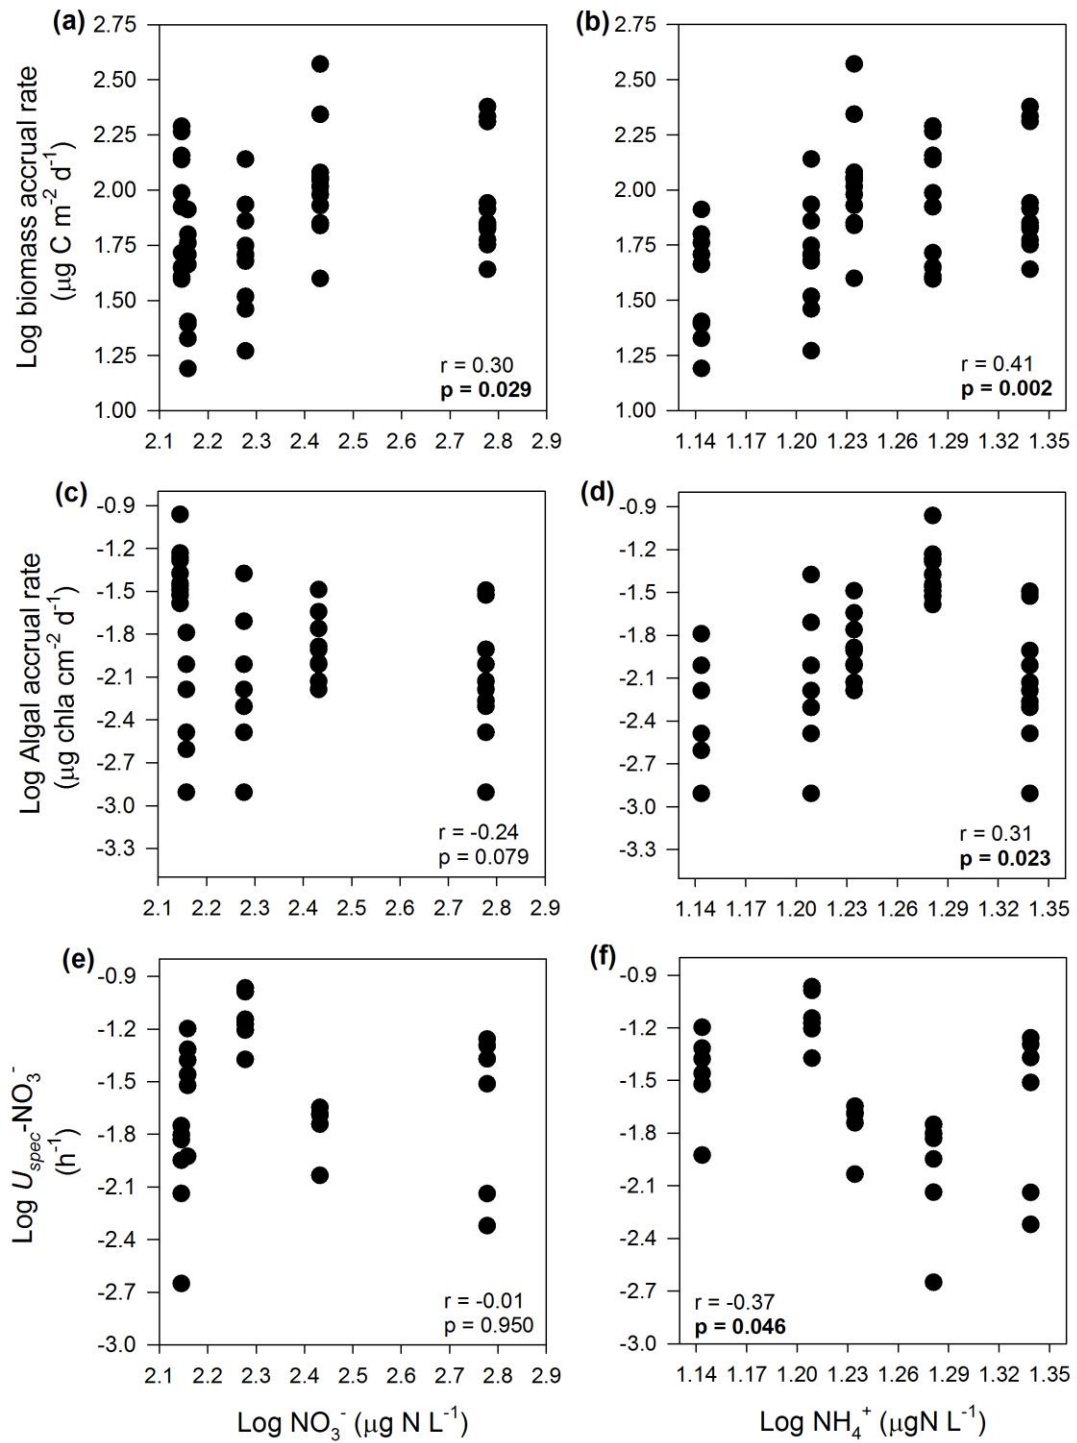 (a)
2.75
2.50
2.25
2.00
1.75
1.50
1.25
1.00
Log biomass accrual rate
(μg C m⁻² d⁻¹)
r = 0.30
p = 0.029
2.1 2.2 2.3 2.4 2.5 2.6 2.7 2.8 2.9
(b)
2.75
2.50
2.25
2.00
1.75
1.50
1.25
1.00
r = 0.41
p = 0.002
1.14 1.17 1.20 1.23 1.26 1.29 1.32 1.35
(c)
-0.9
-1.2
-1.5
-1.8
-2.1
-2.4
-2.7
-3.0
-3.3
Log Algal accrual rate
(μg chla cm⁻² d⁻¹)
r = -0.24
p = 0.079
2.1 2.2 2.3 2.4 2.5 2.6 2.7 2.8 2.9
(d)
-0.9
-1.2
-1.5
-1.8
-2.1
-2.4
-2.7
-3.0
-3.3
r = 0.31
p = 0.023
1.14 1.17 1.20 1.23 1.26 1.29 1.32 1.35
(e)
-0.9
-1.2
-1.5
-1.8
-2.1
-2.4
-2.7
-3.0
Log Uspec-NO₃⁻
(h⁻¹)
r = -0.01
p = 0.950
2.1 2.2 2.3 2.4 2.5 2.6 2.7 2.8 2.9
Log NO₃⁻ (μg N L⁻¹)
(f)
-0.9
-1.2
-1.5
-1.8
-2.1
-2.4
-2.7
-3.0
r = -0.37
p = 0.046
1.14 1.17 1.20 1.23 1.26 1.29 1.32 1.35
Log NH₄⁺ (μgN L⁻¹)